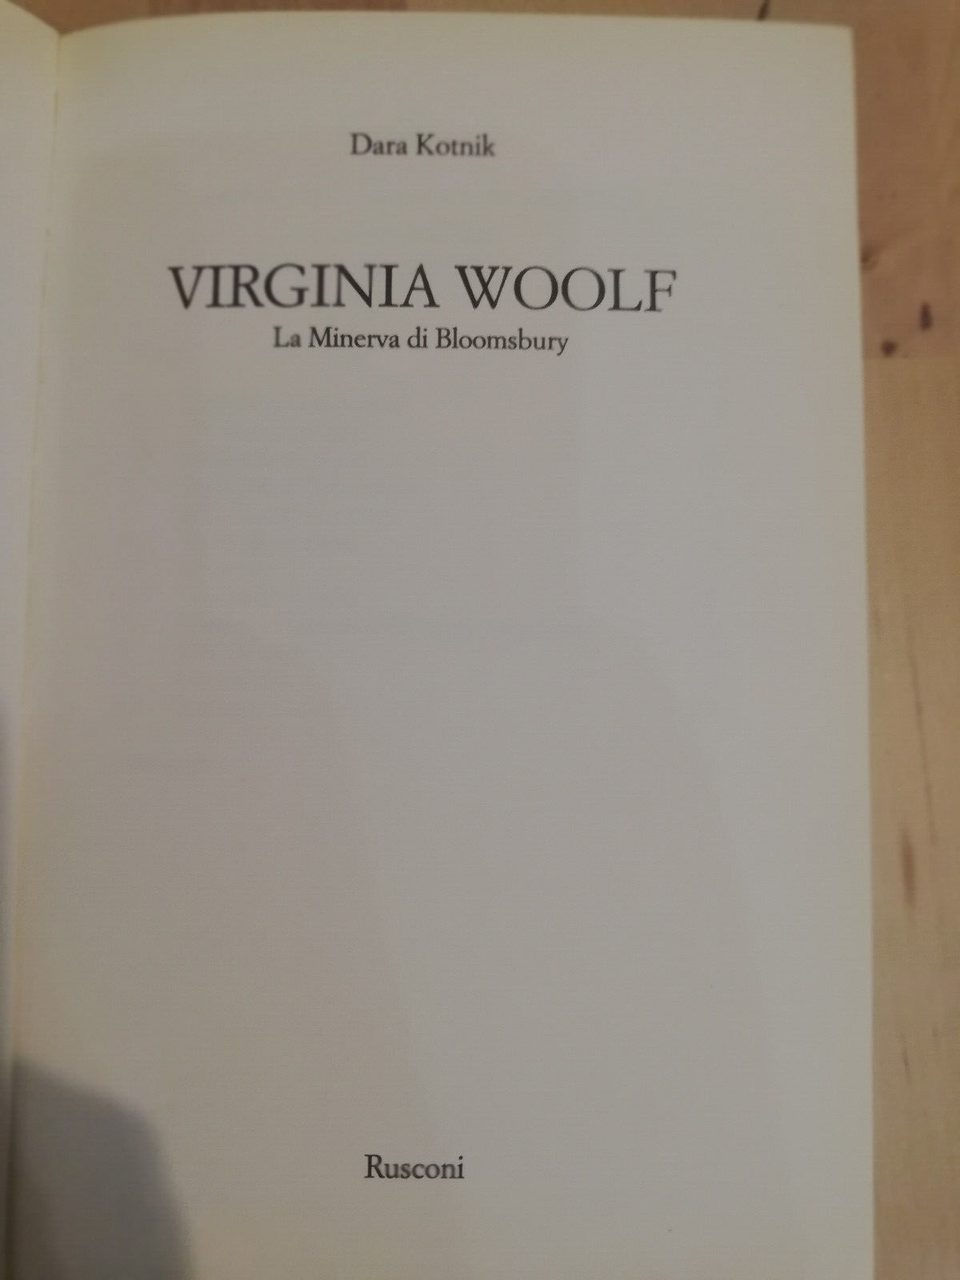 Dara Kotnik
VIRGINIA WOOLF
La Minerva di Bloomsbury
Rusconi